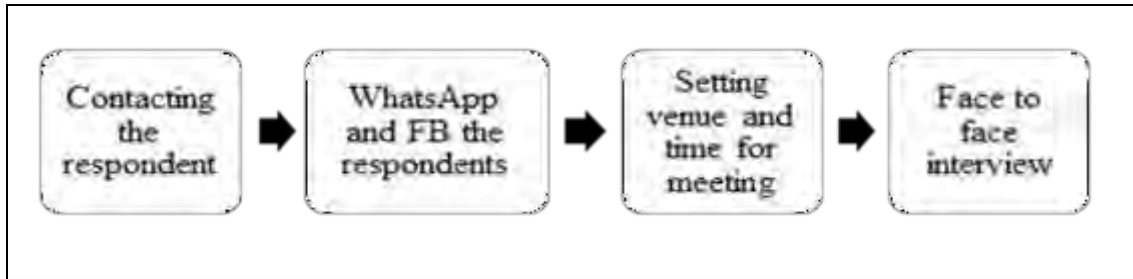 Contacting
the
respondent
WhatsApp
and FB the
respondents
Setting
venue and
time for
meeting
Face to
face
interview